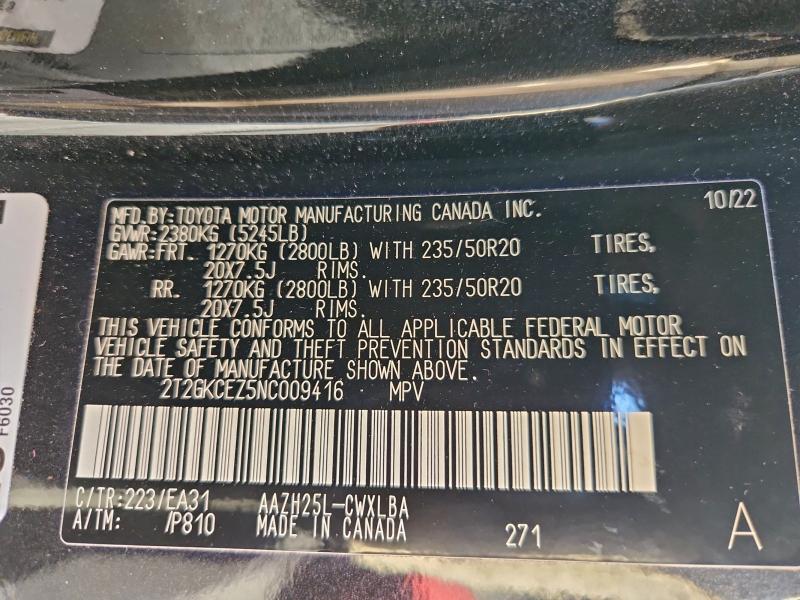 MFD.BY:TOYOTA MOTOR MANUFACTURING CANADA INC. 10/22
GVWR:2380KG (5245LB)
GAWR:FRT. 1270KG (2800LB) WITH 235/50R20 TIRES,
20X7.5J RIMS.
RR. 1270KG (2800LB) WITH 235/50R20 TIRES,
20X7.5J RIMS.
THIS VEHICLE CONFORMS TO ALL APPLICABLE FEDERAL MOTOR
VEHICLE SAFETY AND THEFT PREVENTION STANDARDS IN EFFECT ON
THE DATE OF MANUFACTURE SHOWN ABOVE.
2T2GKCEZ5NC009416 MPV
C/TR:223/EA31 AAZH25L-CWXLBA
A/TM: /P810 MADE IN CANADA 271 A
F6030